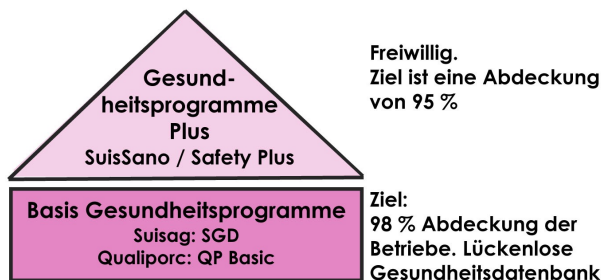 Gesund-
heitsprogramme
Plus
SuisSano / Safety Plus
Freiwillig.
Ziel ist eine Abdeckung
von 95 %
Basis Gesundheitsprogramme
Suisag: SGD
Qualiporc: QP Basic
Ziel:
98 % Abdeckung der
Betriebe. Lückenlose
Gesundheitsdatenbank